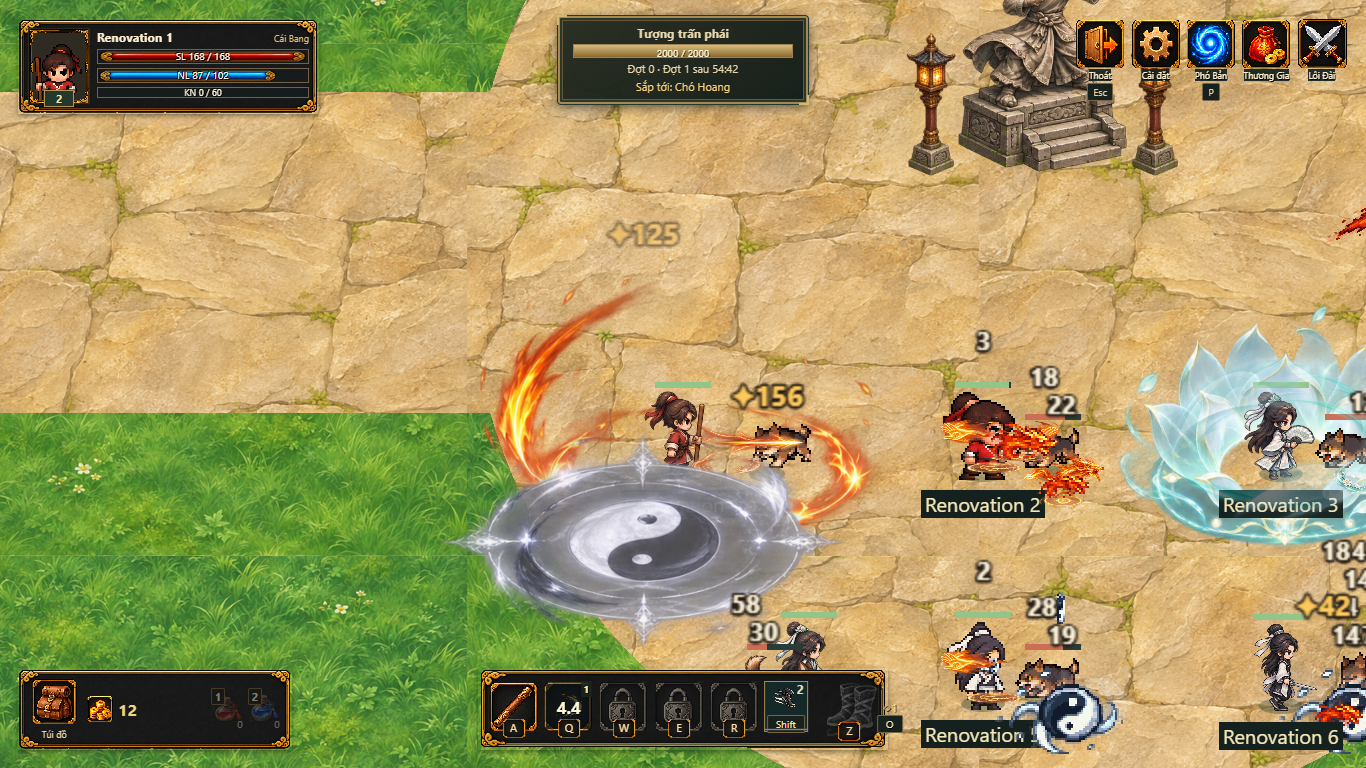 Renovation 1
Cái Bang
SL 168 / 168
NL 87 / 102
KN 0 / 60
2
Tượng trấn phái
2000 / 2000
Đợt 0 · Đợt 1 sau 54:42
Sắp tới: Chó Hoang
Thoát
Cài đặt
Phó Bản
Thương Gia
Lôi Đài
Esc
P
125
156
3
18
22
Renovation 2
Renovation 3
184
58
30
2
28
19
42
Renovation
Renovation 6
Túi đồ
12
1
0
2
0
A
4.4
1
Q
W
E
R
2
Shift
Z
O